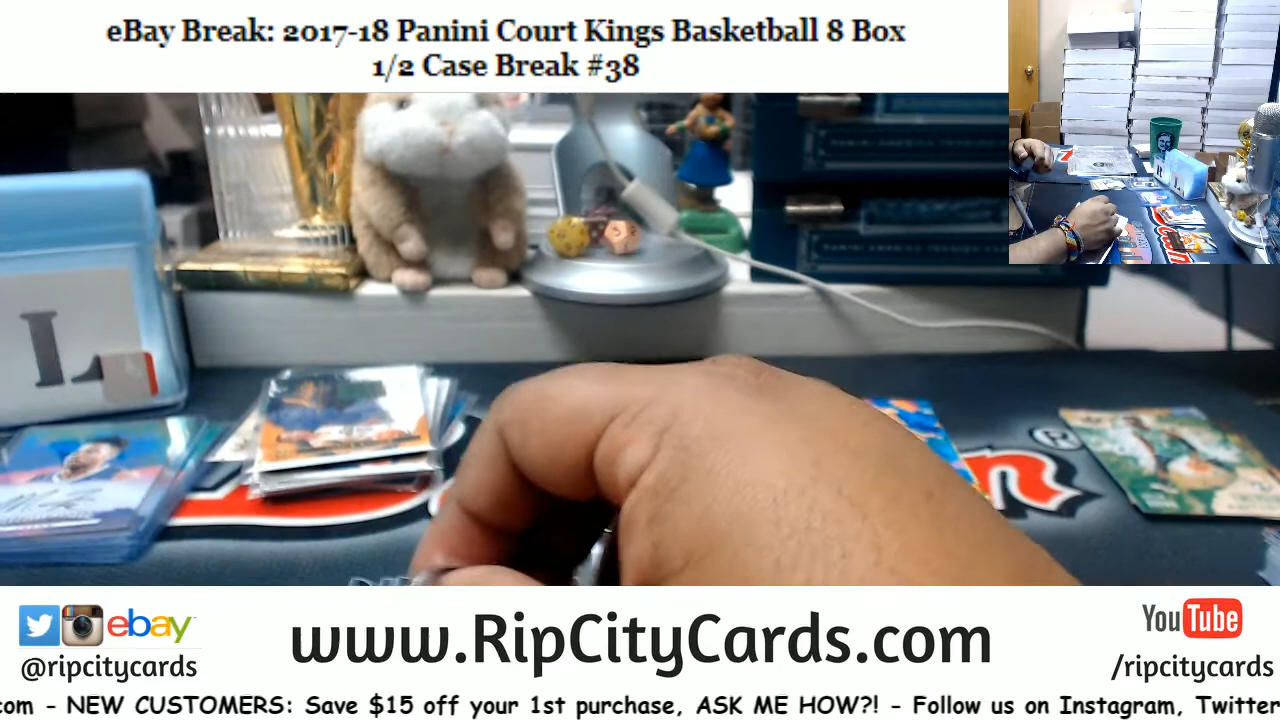 eBay Break: 2017-18 Panini Court Kings Basketball 8 Box
1/2 Case Break #38
L
®
ebay
@ripcitycards
www.RipCityCards.com
You Tube
/ripcitycards
com - NEW CUSTOMERS: Save $15 off your 1st purchase, ASK ME HOW?! - Follow us on Instagram, Twitter